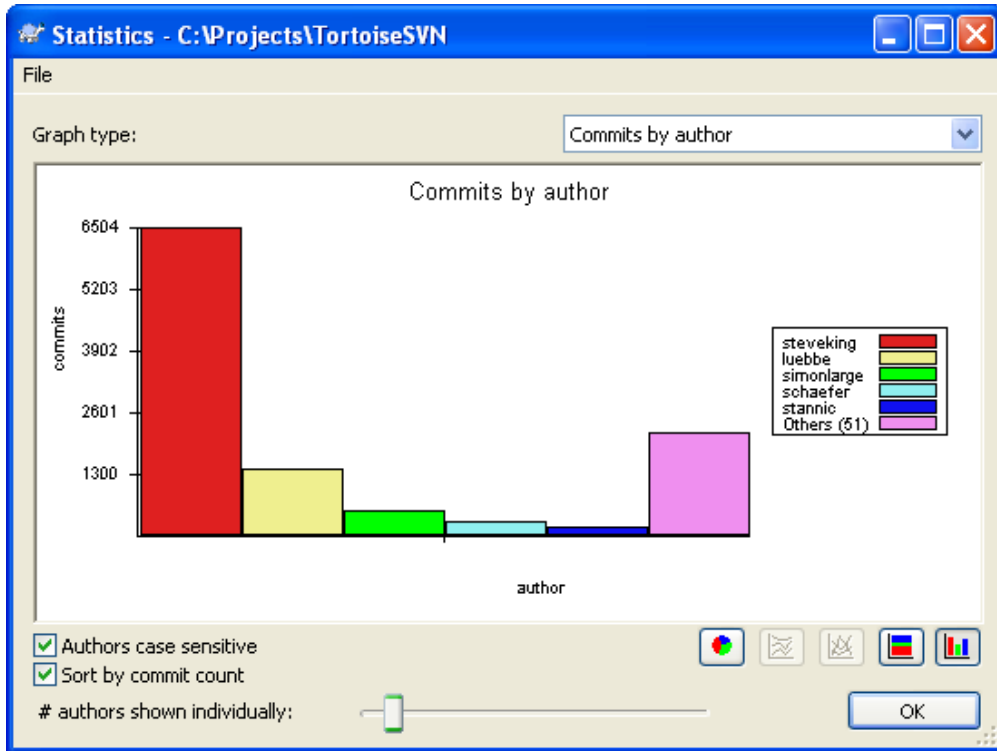 Statistics - C:\Projects\TortoiseSVN
File
Graph type:
Commits by author
Commits by author
6504
5203
3902
2601
1300
commits
author
steveking
luebbe
simonlarge
schaefer
stannic
Others (51)
Authors case sensitive
Sort by commit count
# authors shown individually:
OK